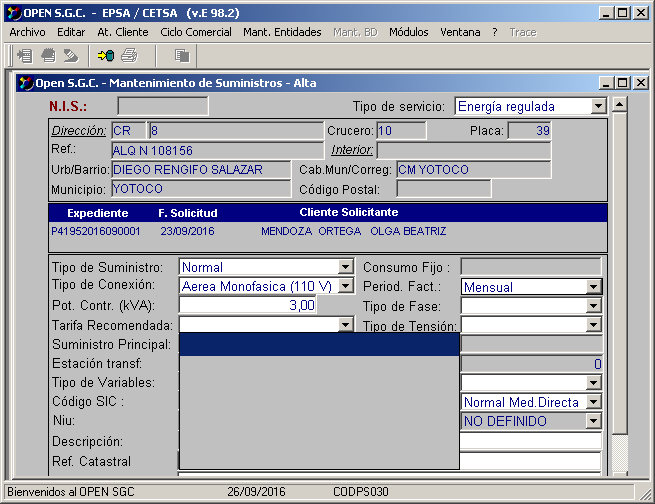 OPEN S.G.C. - EPSA / CETSA (v.E 98.2)
Archivo Editar At. Cliente Ciclo Comercial Mant. Entidades Mant. BD Módulos Ventana ? Trace
Open S.G.C. - Mantenimiento de Suministros - Alta
N.I.S.: Tipo de servicio: Energía regulada
Dirección: CR 8 Crucero: 10 Placa: 39
Ref.: ALQ N 108156 Interior:
Urb/Barrio: DIEGO RENGIFO SALAZAR Cab.Mun/Correg: CM YOTOCO
Municipio: YOTOCO Código Postal:
Expediente F. Solicitud Cliente Solicitante
P41952016090001 23/09/2016 MENDOZA ORTEGA OLGA BEATRIZ
Tipo de Suministro: Normal Consumo Fijo :
Tipo de Conexión: Aerea Monofasica (110 V) Period. Fact.: Mensual
Pot. Contr. (kVA): 3,00 Tipo de Fase:
Tarifa Recomendada: Tipo de Tensión:
Suministro Principal:
Estación transf: 0
Tipo de Variables:
Código SIC : Normal Med.Directa
Niu: NO DEFINIDO
Descripción:
Ref. Catastral
Bienvenidos al OPEN SGC 26/09/2016 CODPS030